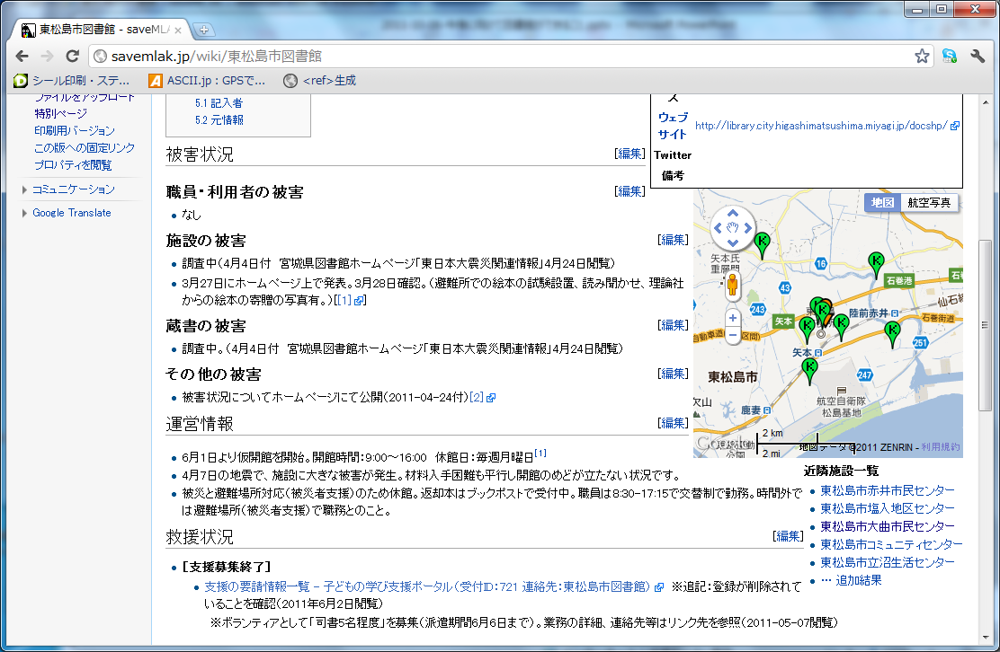 東松島市図書館 - saveMLA
savemlak.jp/wiki/東松島市図書館
シール印刷・ステ...
ASCII.jp：GPSで...
<ref>生成
ファイルをアップロード
特別ページ
印刷用バージョン
この版への固定リンク
プロパティを閲覧
コミュニケーション
Google Translate
5.1 記入者
5.2 元情報
被害状況 [編集]
職員・利用者の被害 [編集]
なし
施設の被害 [編集]
調査中（4月4日付　宮城県図書館ホームページ「東日本大震災関連情報」4月24日閲覧）
3月27日にホームページ上で発表。3月28日確認。（避難所での絵本の試験設置、読み聞かせ、理論社
からの絵本の寄贈の写真有。）[[1]]
蔵書の被害 [編集]
調査中。（4月4日付　宮城県図書館ホームページ「東日本大震災関連情報」4月24日閲覧）
その他の被害 [編集]
被害状況についてホームページにて公開（2011-04-24付）[2]
運営情報 [編集]
6月1日より仮開館を開始。開館時間：9:00～16:00　休館日：毎週月曜日[1]
4月7日の地震で、施設に大きな被害が発生。材料入手困難も平行し開館のめどが立たない状況です。
被災と避難場所対応（被災者支援）のため休館。返却本はブックポストで受付中。職員は8:30-17:15で交替制で勤務。時間外で
は避難場所（被災者支援）で職務とのこと。
救援状況 [編集]
【支援募集終了】
支援の要請情報一覧 - 子どもの学び支援ポータル（受付ID：721 連絡先：東松島市図書館） ※追記：登録が削除されて
いることを確認（2011年6月2日閲覧）
※ボランティアとして「司書5名程度」を募集（派遣期間6月6日まで）。業務の詳細、連絡先等はリンク先を参照（2011-05-07閲覧）
ス
ウェブ
サイト
http://library.city.higashimatsushima.miyagi.jp/docshp/
Twitter
備考
地図
航空写真
矢本氏
重層門
16
石巻港
石巻
43
243
矢本
陸前赤井
仙石線
石巻街道
自動車道
区間)
251
矢本
247
東松島市
航空自衛隊
松島基地
欠山
鹿妻
公園
2 km
2 mi
地図データ ©2011 ZENRIN - 利用規約
近隣施設一覧
東松島市赤井市民センター
東松島市塩入地区センター
東松島市大曲市民センター
東松島市コミュニティセンター
東松島市立沼生活センター
… 追加結果